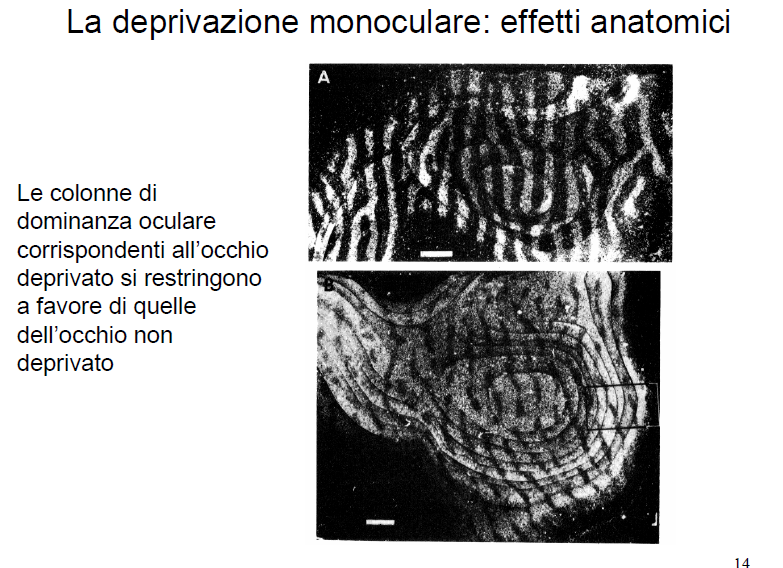 La deprivazione monoculare: effetti anatomici
A
Le colonne di
dominanza oculare
corrispondenti all’occhio
deprivato si restringono
a favore di quelle
dell’occhio non
deprivato
B
14